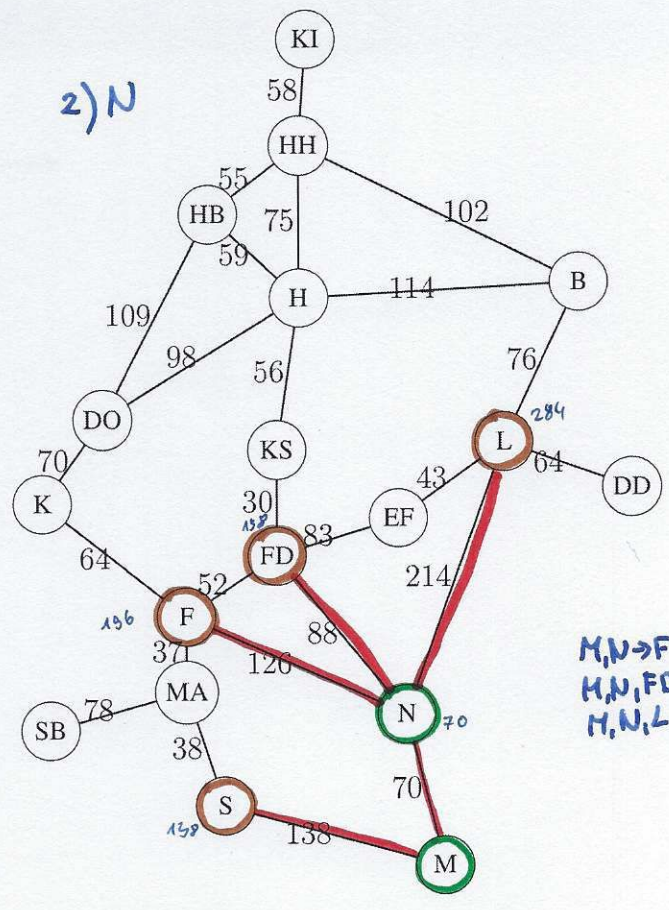 KI
2) N
58
HH
55
HB
75
102
59
H
114
B
109
98
56
76
DO
284
L
KS
70
43
64
K
30
EF
DD
158
83
FD
64
52
214
196
F
88
M,N→F
37
126
MA
M,N,FD
N
70
M,N,L
78
SB
38
70
S
138
138
M